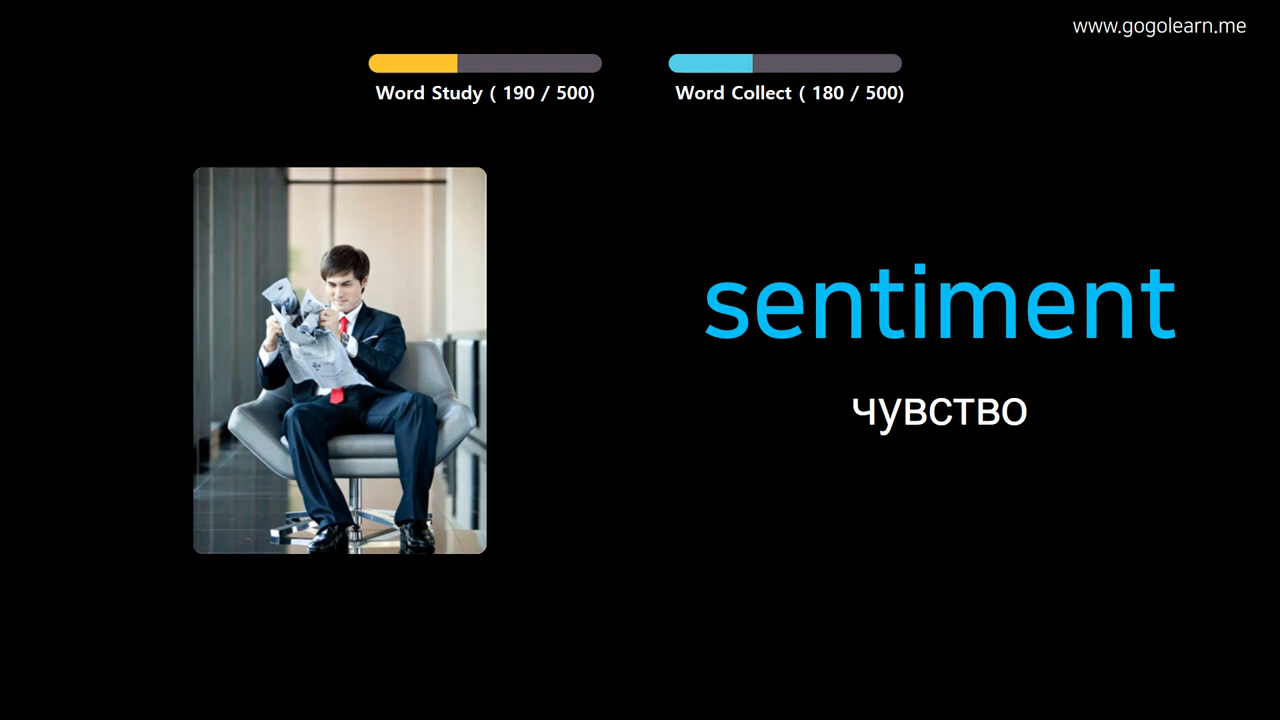 www.gogolearn.me
Word Study ( 190 / 500)
Word Collect ( 180 / 500)
sentiment
чувство